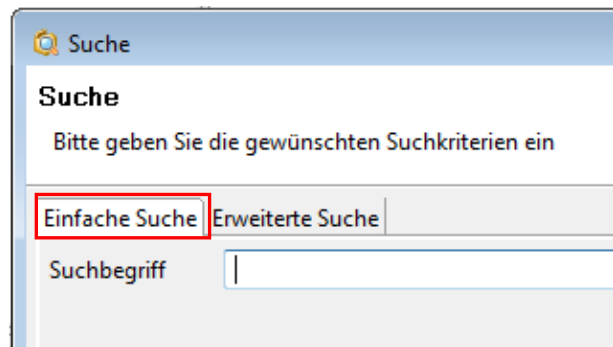 Suche
Suche
Bitte geben Sie die gewünschten Suchkriterien ein
Einfache Suche Erweiterte Suche
Suchbegriff